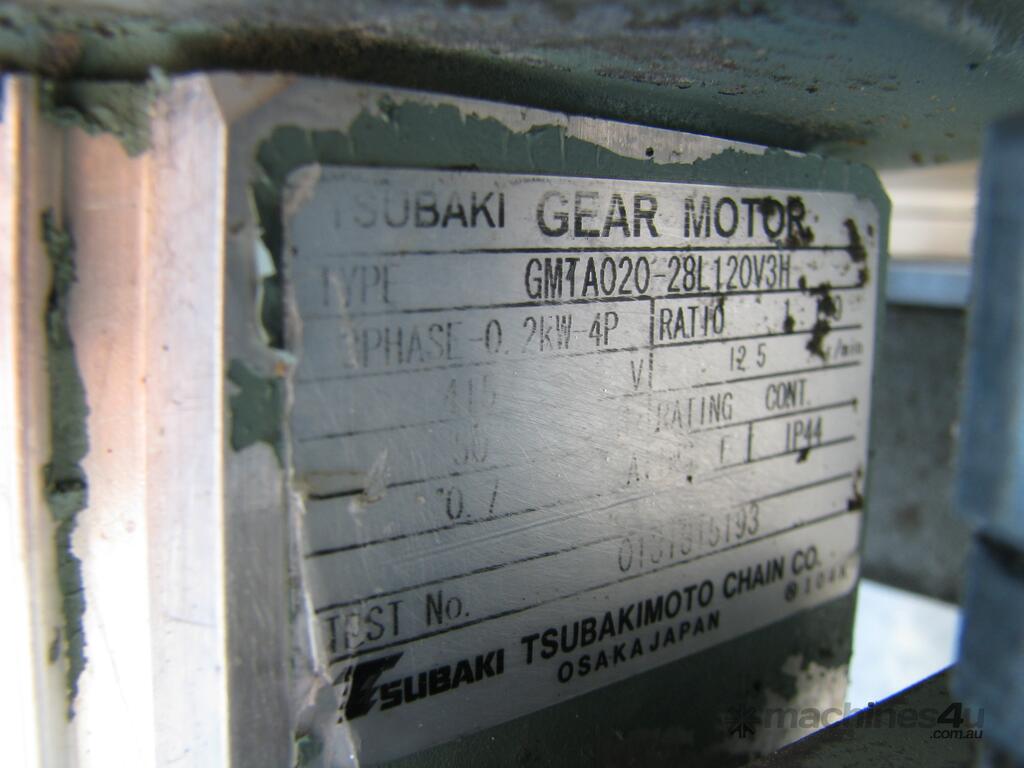 TSUBAKI GEAR MOTOR
TYPE GMTA020-28L120V3H
PHASE-0.2kW-4P RATIO
415 V 12.5 r/min
50 RATING CONT.
0.7 A F IP44
TEST No.
TSUBAKI TSUBAKIMOTO CHAIN CO.
OSAKA JAPAN
machines4u
.com.au